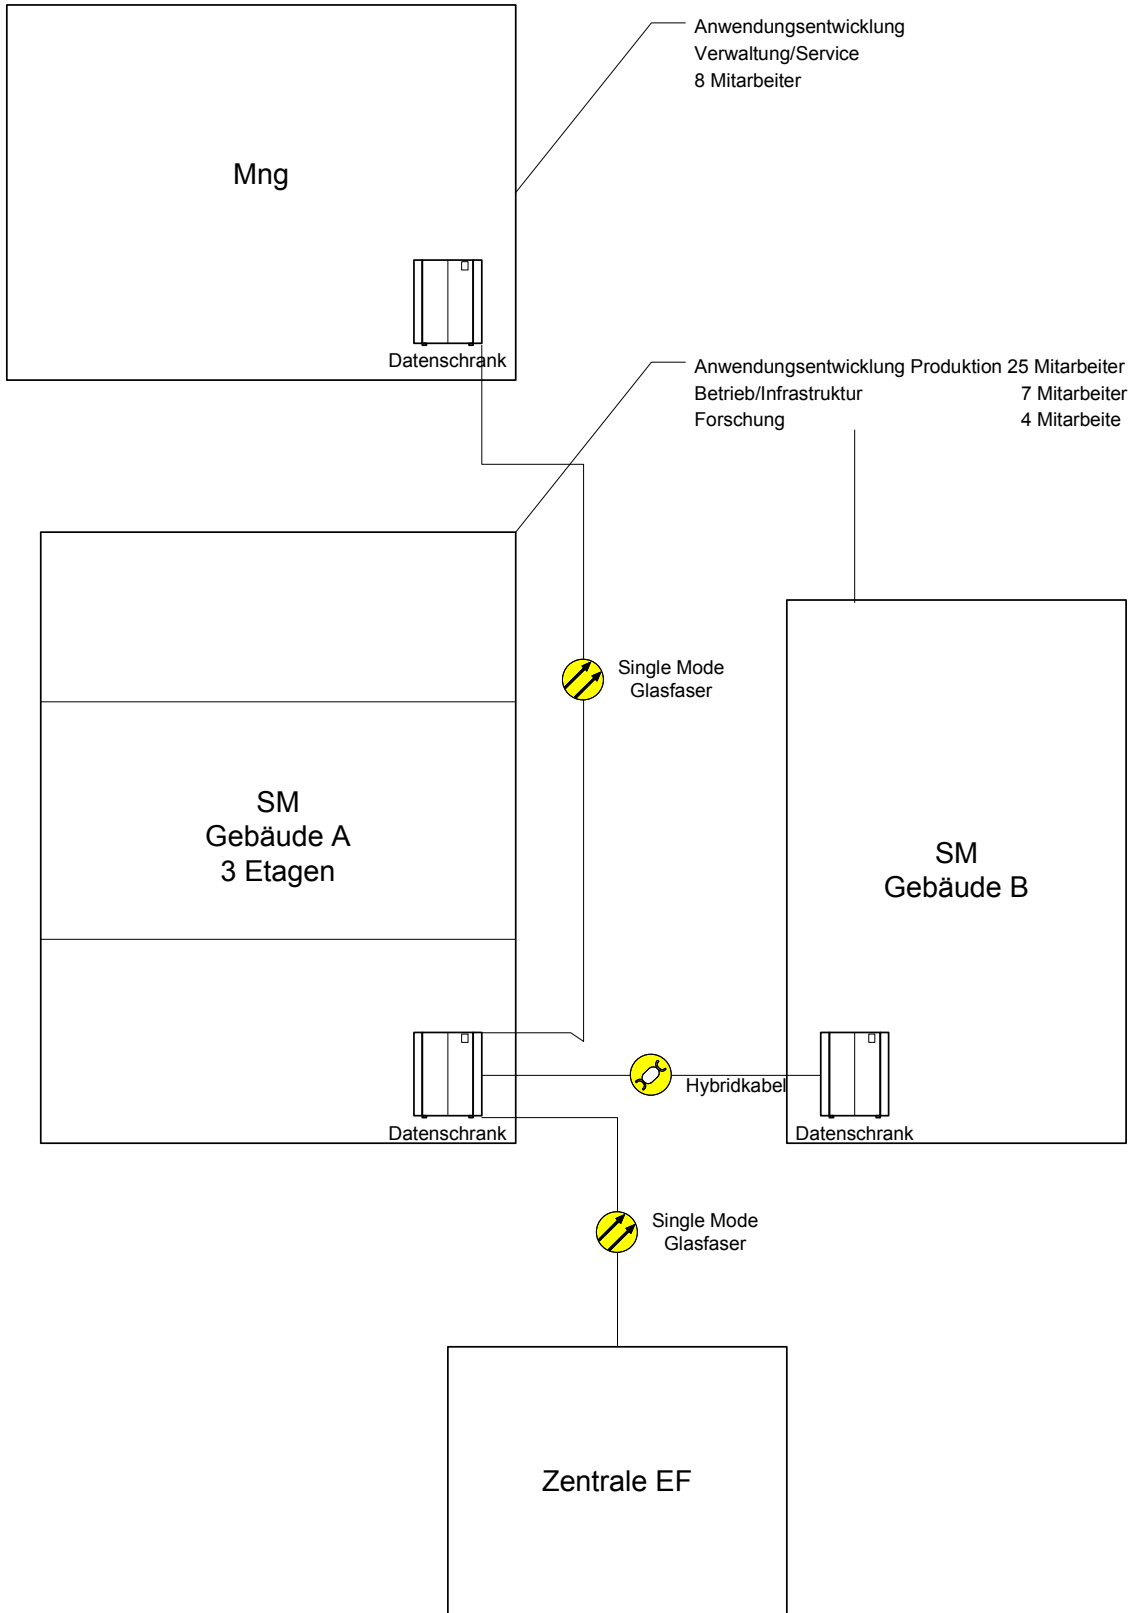 Anwendungsentwicklung
Verwaltung/Service
8 Mitarbeiter
Mng
Datenschrank
Anwendungsentwicklung Produktion 25 Mitarbeiter
Betrieb/Infrastruktur 7 Mitarbeiter
Forschung 4 Mitarbeite
Single Mode
Glasfaser
SM
Gebäude A
3 Etagen
SM
Gebäude B
Hybridkabel
Datenschrank
Datenschrank
Single Mode
Glasfaser
Zentrale EF